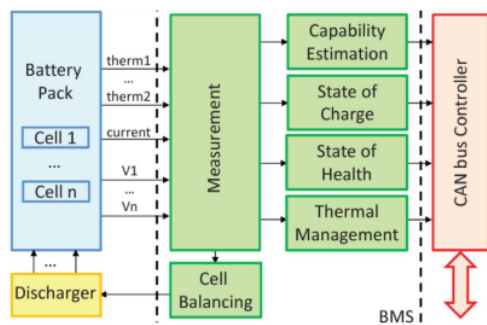 Battery
Pack
Cell 1
...
Cell n
therm1
...
therm2
current
V1
...
Vn
Measurement
Capability
Estimation
State of
Charge
State of
Health
Thermal
Management
CAN bus Controller
...
Discharger
Cell
Balancing
BMS